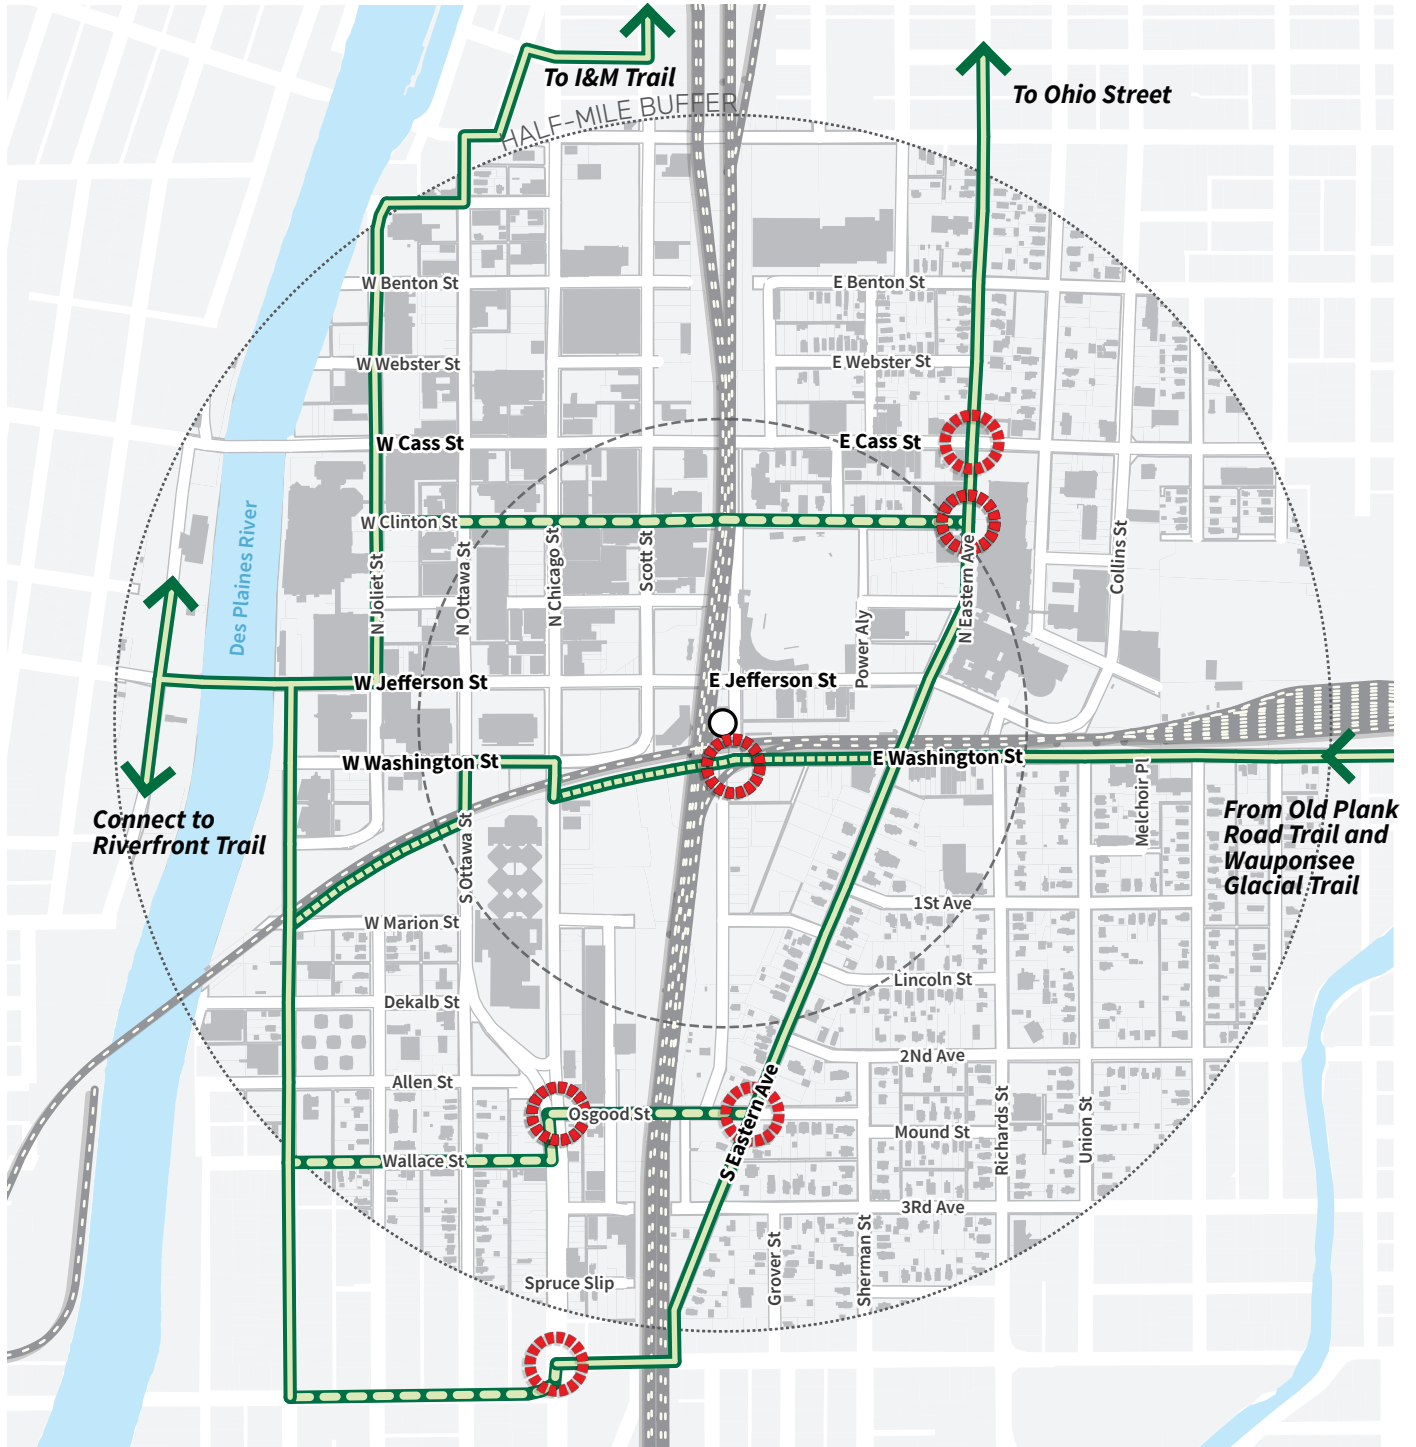 To I&M Trail
To Ohio Street
HALF-MILE BUFFER
W Benton St
E Benton St
W Webster St
E Webster St
W Cass St
E Cass St
W Clinton St
Des Plaines River
N Joliet St
N Ottawa St
N Chicago St
Scott St
Power Aly
N Eastern Ave
Collins St
W Jefferson St
E Jefferson St
W Washington St
E Washington St
Connect to
Riverfront Trail
From Old Plank
Road Trail and
Wauponsee
Glacial Trail
Melchoir Pl
S Ottawa St
1St Ave
W Marion St
Lincoln St
Dekalb St
2Nd Ave
Allen St
Osgood St
S Eastern Ave
Mound St
Richards St
Union St
Wallace St
3Rd Ave
Grover St
Sherman St
Spruce Slip